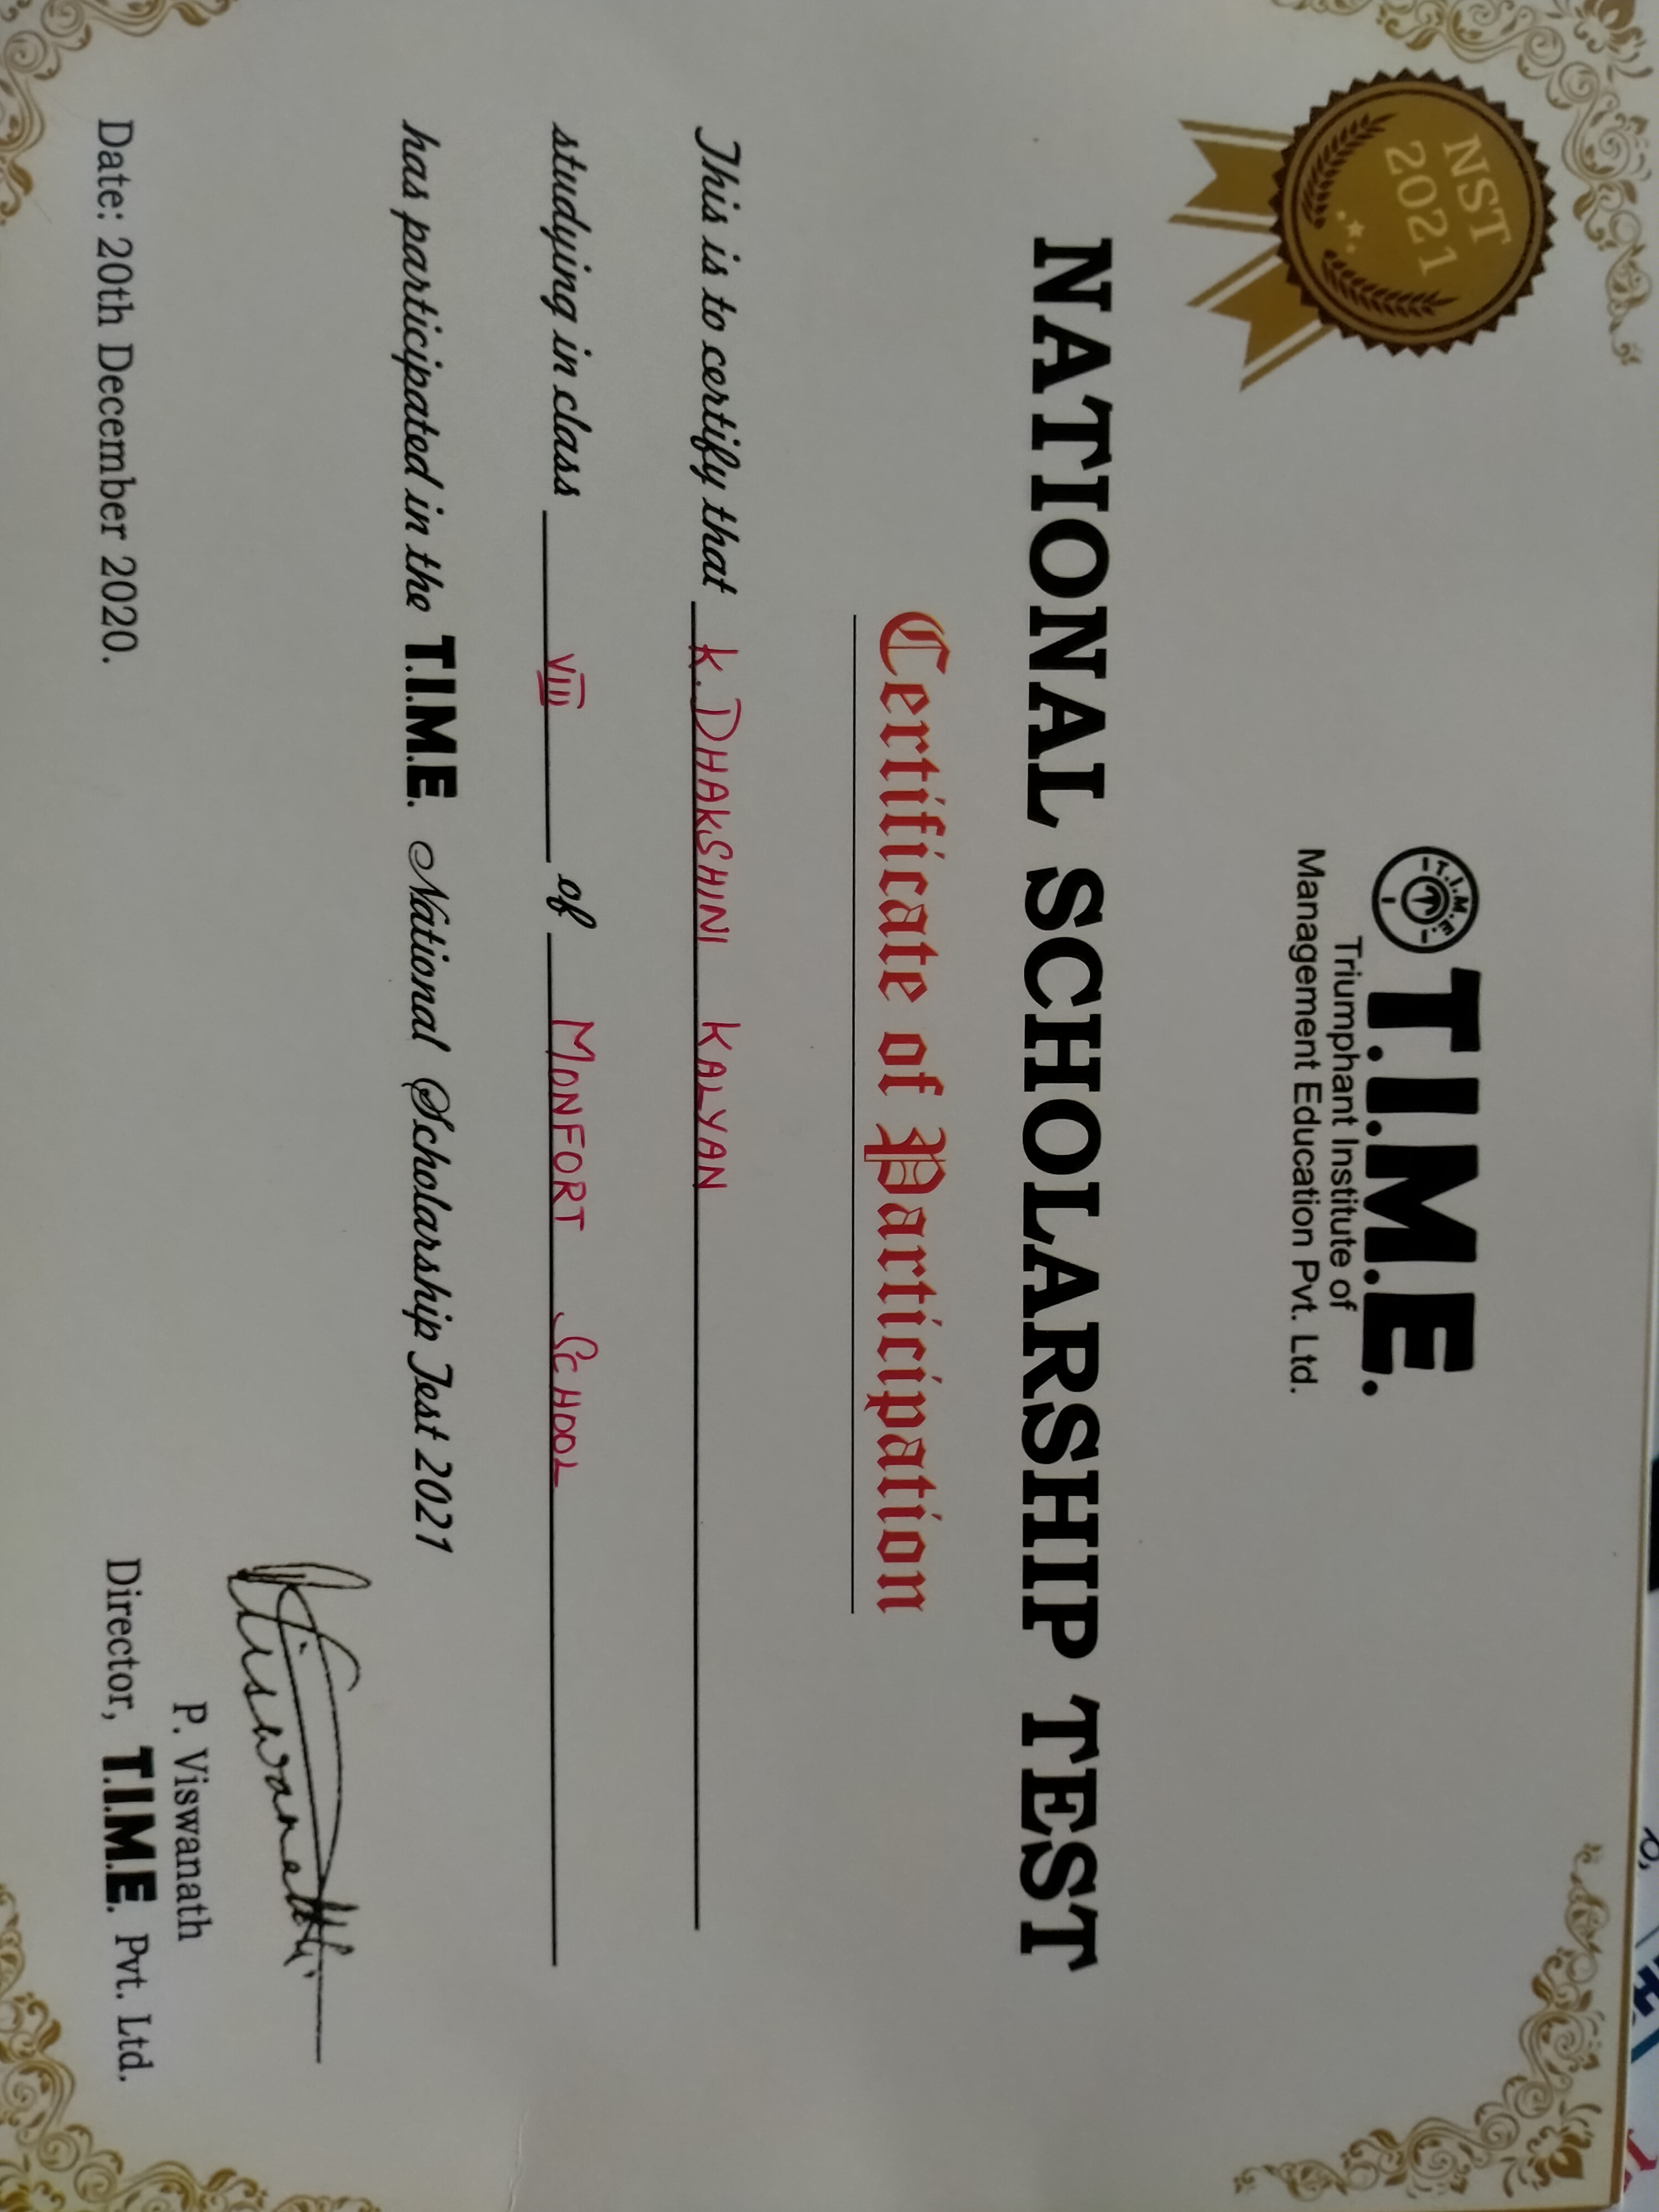 NST
2021
T.I.M.E.
T.I.M.E.
Triumphant Institute of
Management Education Pvt. Ltd.
NATIONAL SCHOLARSHIP TEST
Certificate of Participation
This is to certify that K. DHAKSHINI KALYAN
studying in class VIII of MONFORT SCHOOL
has participated in the T.I.M.E. National Scholarship Test 2021
Viswanath
P. Viswanath
Date: 20th December 2020.
Director, T.I.M.E. Pvt. Ltd.